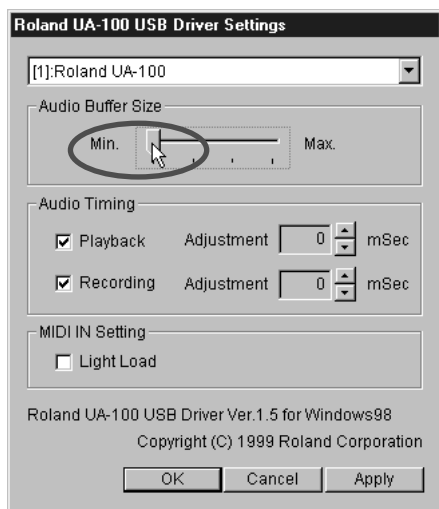 Roland UA-100 USB Driver Settings
[1]:Roland UA-100
Audio Buffer Size
Min. Max.
Audio Timing
Playback Adjustment 0 mSec
Recording Adjustment 0 mSec
MIDI IN Setting
Light Load
Roland UA-100 USB Driver Ver.1.5 for Windows98
Copyright (C) 1999 Roland Corporation
OK Cancel Apply